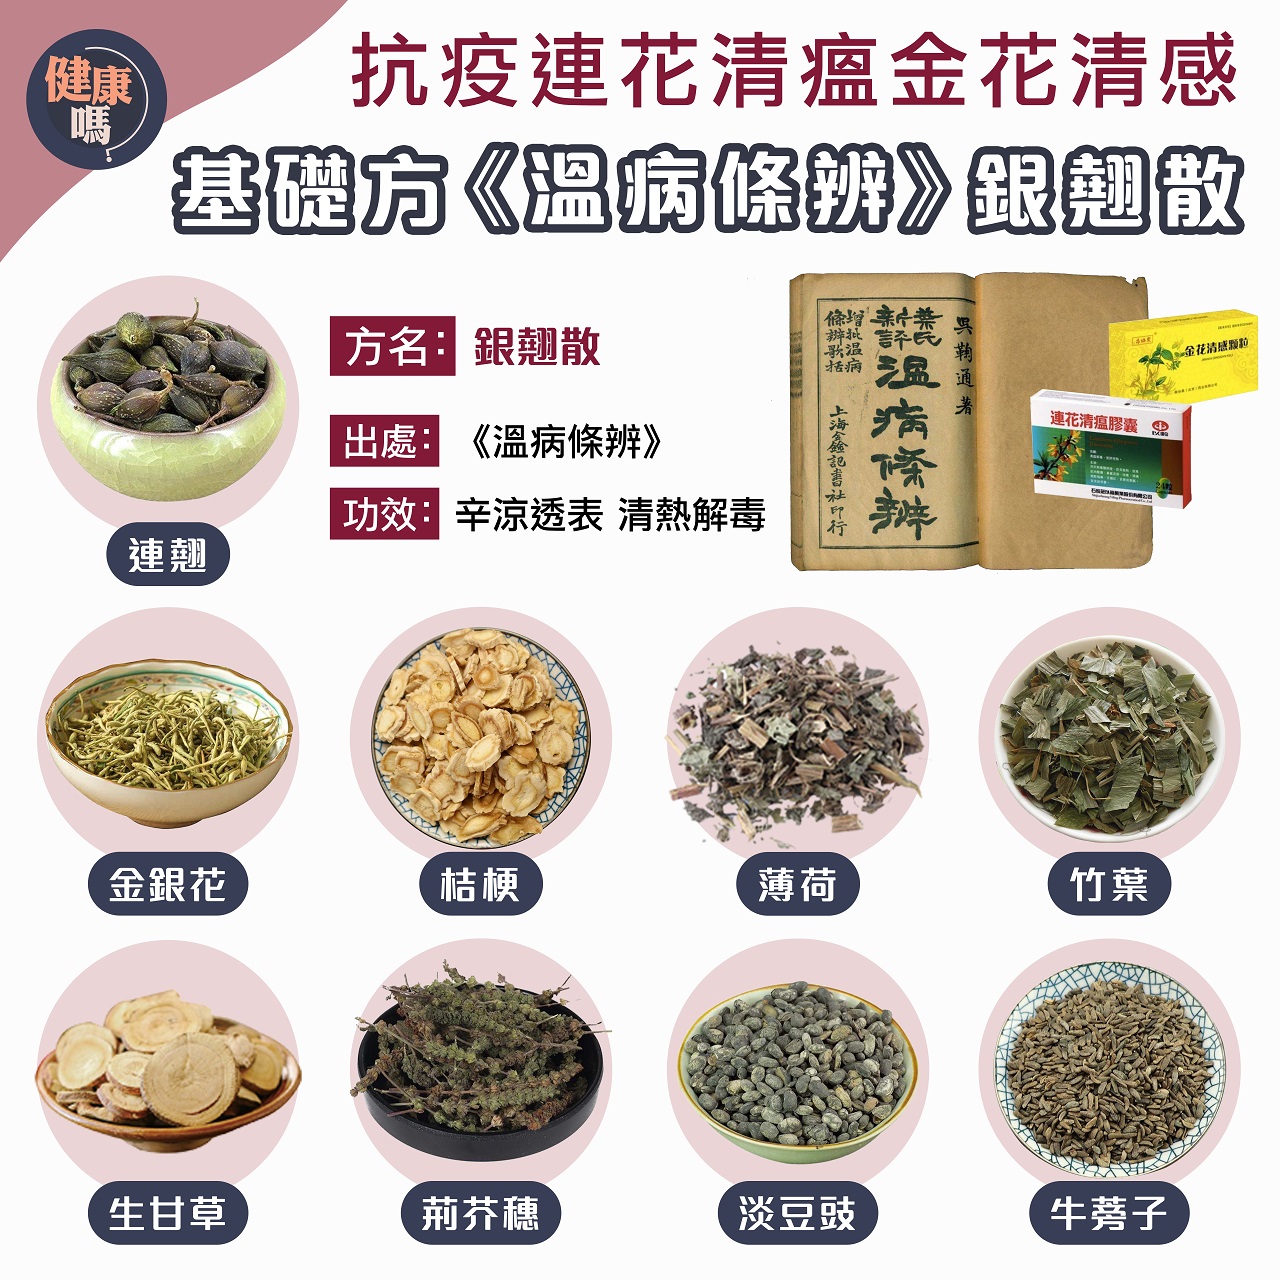 健康
嗎
抗疫連花清瘟金花清感
基礎方《溫病條辨》銀翹散
方名：銀翹散
出處：《溫病條辨》
功效：辛涼透表 清熱解毒
吳鞠通著
葉氏
新評
溫病條辨
增批溫病
條辨歌括
上海金鑑記書社印行
金花清感顆粒
連花清瘟膠囊
連翹
金銀花
桔梗
薄荷
竹葉
生甘草
荊芥穗
淡豆豉
牛蒡子